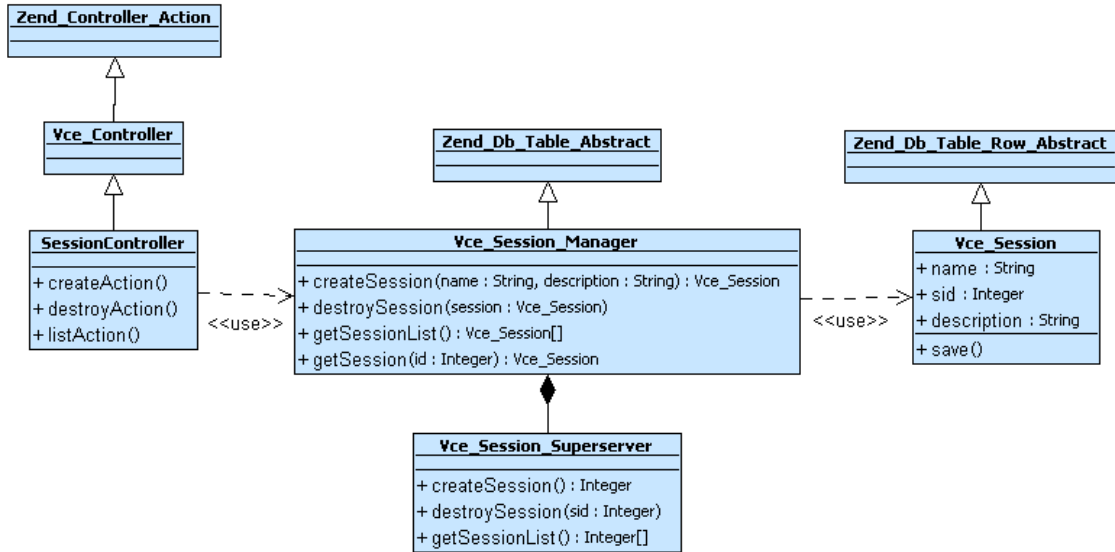 Zend_Controller_Action
Vce_Controller
Zend_Db_Table_Abstract
Zend_Db_Table_Row_Abstract
SessionController
+ createAction()
+ destroyAction()
+ listAction()
<<use>>
Vce_Session_Manager
+ createSession(name : String, description : String) : Vce_Session
+ destroySession(session : Vce_Session)
+ getSessionList() : Vce_Session[]
+ getSession(id : Integer) : Vce_Session
<<use>>
Vce_Session
+ name : String
+ sid : Integer
+ description : String
+ save()
Vce_Session_Superserver
+ createSession() : Integer
+ destroySession(sid : Integer)
+ getSessionList() : Integer[]